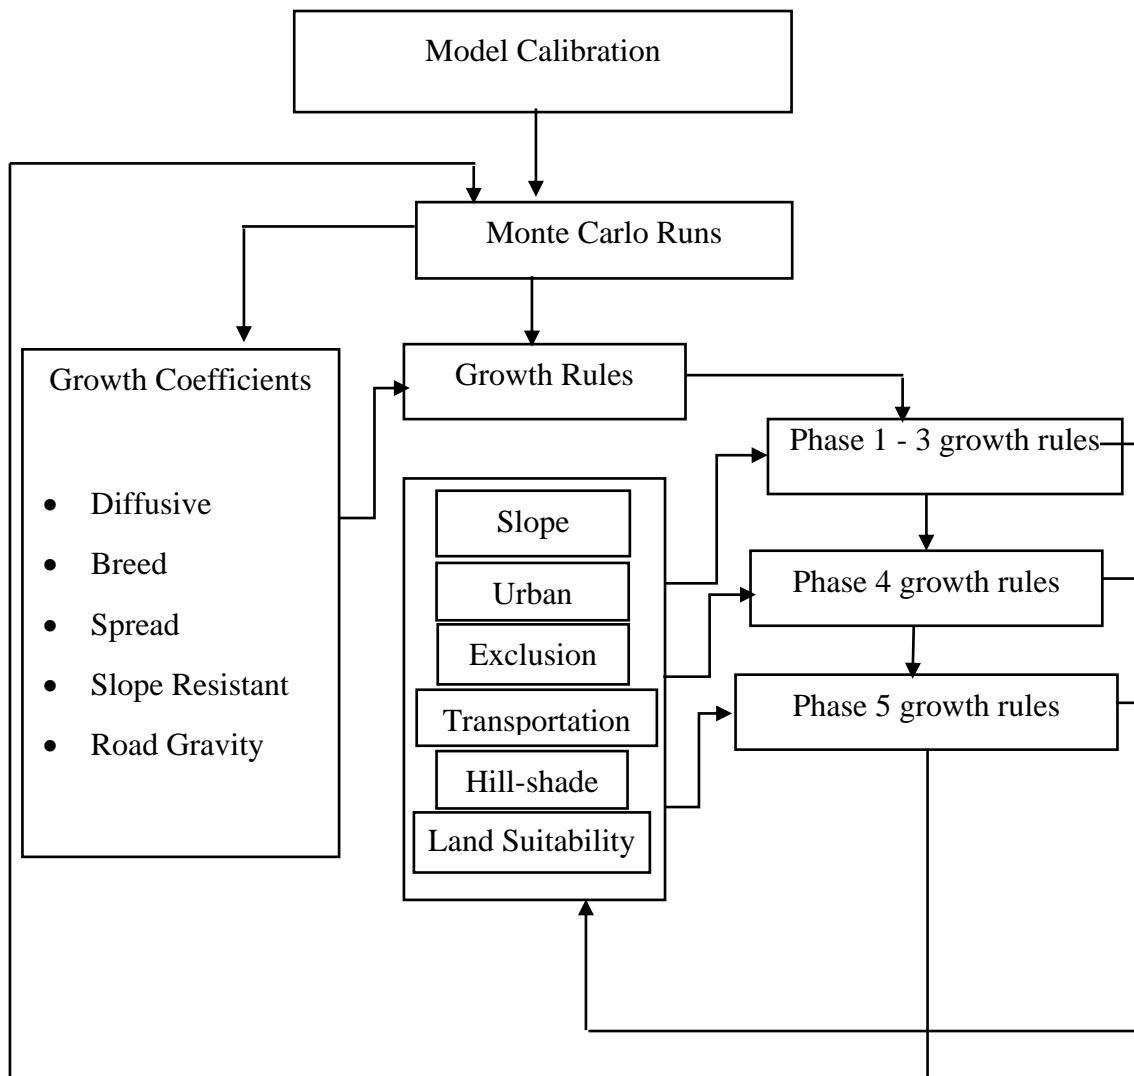 Model Calibration
Monte Carlo Runs
Growth Coefficients
• Diffusive
• Breed
• Spread
• Slope Resistant
• Road Gravity
Growth Rules
Slope
Urban
Exclusion
Transportation
Hill-shade
Land Suitability
Phase 1 - 3 growth rules
Phase 4 growth rules
Phase 5 growth rules